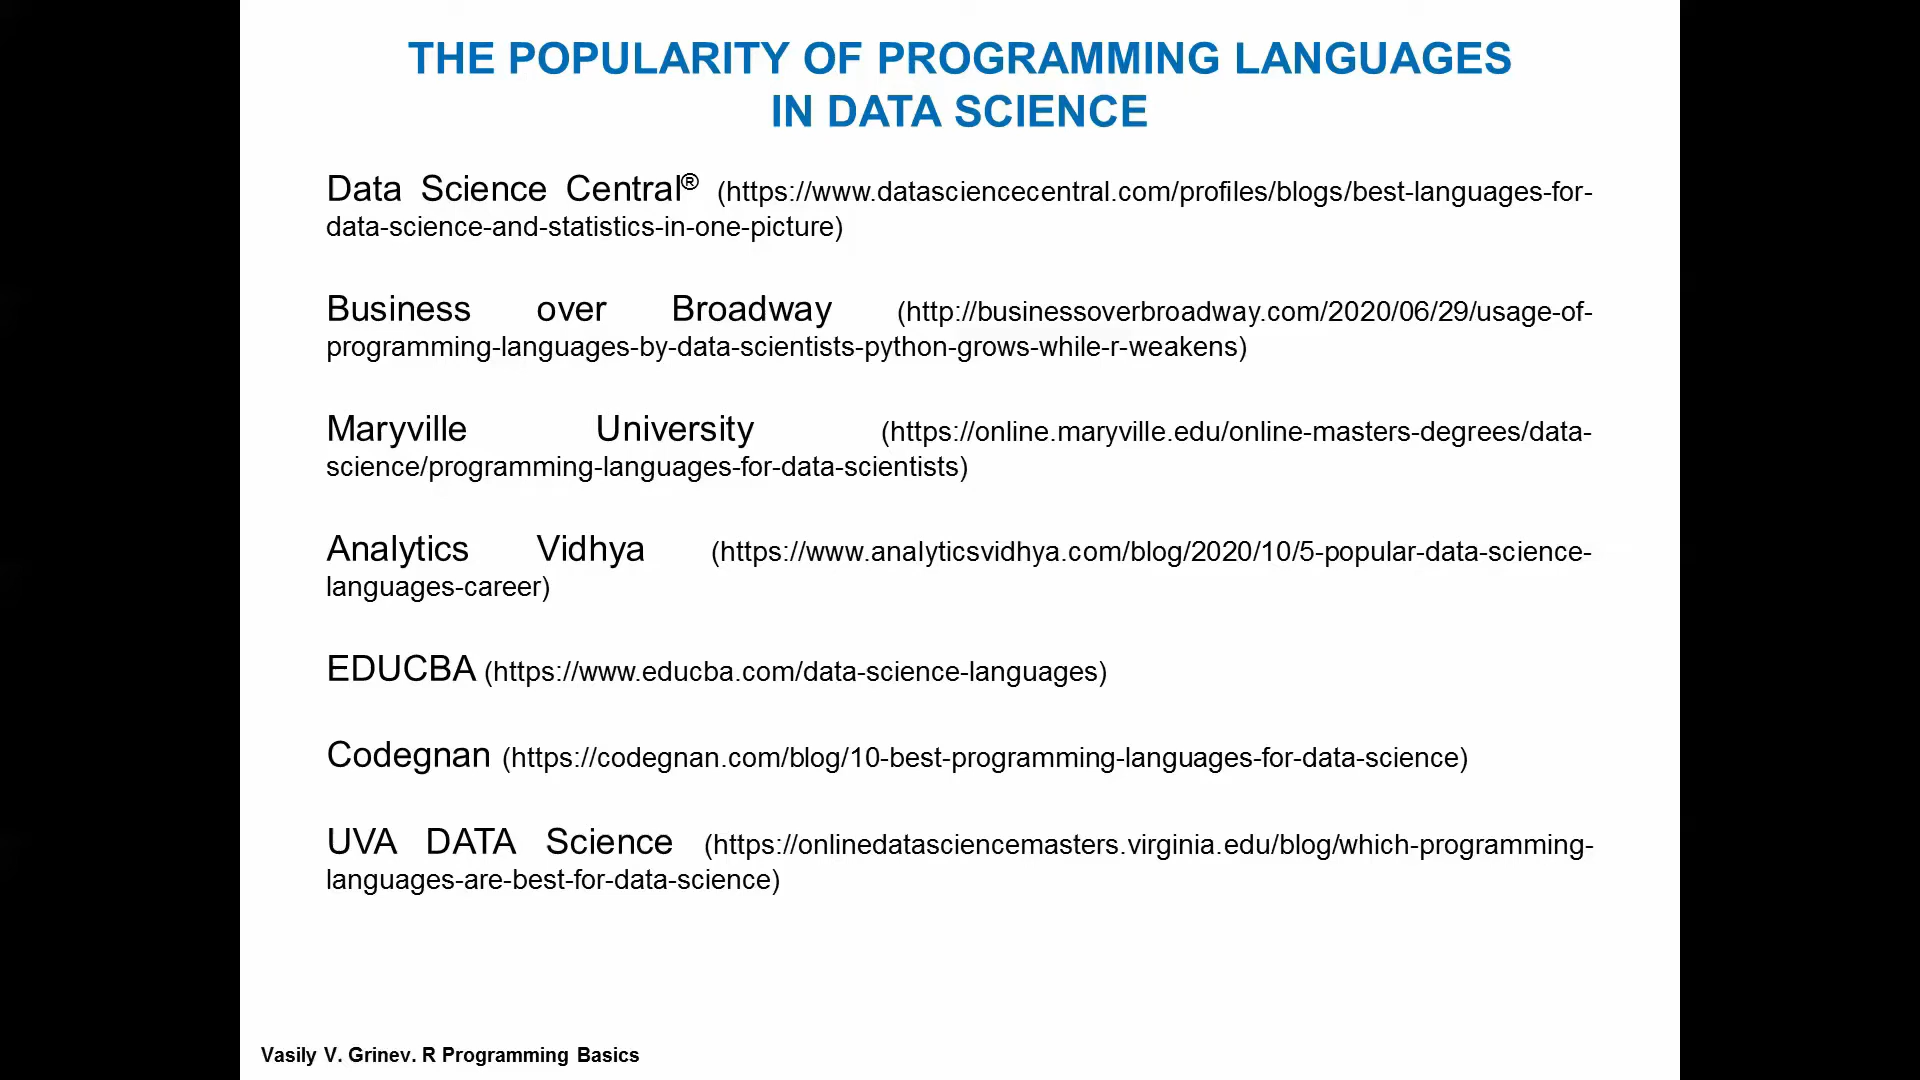 THE POPULARITY OF PROGRAMMING LANGUAGES
IN DATA SCIENCE
Data Science Central® (https://www.datasciencecentral.com/profiles/blogs/best-languages-for-
data-science-and-statistics-in-one-picture)
Business over Broadway (http://businessoverbroadway.com/2020/06/29/usage-of-
programming-languages-by-data-scientists-python-grows-while-r-weakens)
Maryville University (https://online.maryville.edu/online-masters-degrees/data-
science/programming-languages-for-data-scientists)
Analytics Vidhya (https://www.analyticsvidhya.com/blog/2020/10/5-popular-data-science-
languages-career)
EDUCBA (https://www.educba.com/data-science-languages)
Codegnan (https://codegnan.com/blog/10-best-programming-languages-for-data-science)
UVA DATA Science (https://onlinedatasciencemasters.virginia.edu/blog/which-programming-
languages-are-best-for-data-science)
Vasily V. Grinev. R Programming Basics